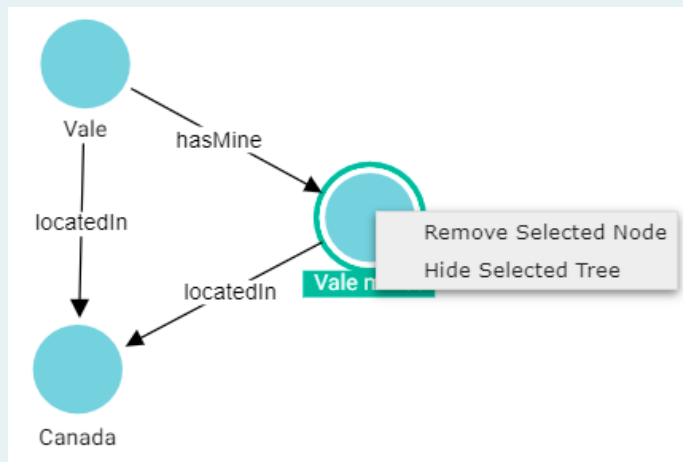 Vale
hasMine
locatedIn
Remove Selected Node
Hide Selected Tree
Vale
locatedIn
Canada